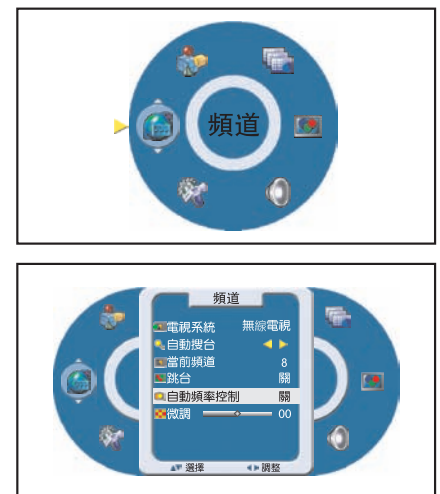 頻道
頻道
電視系統 無線電視
自動搜台
當前頻道 8
跳台 關
自動頻率控制 關
微調 00
選擇 調整